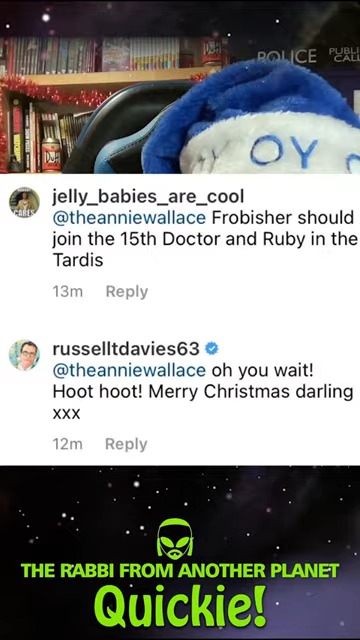 POLICE
PUBLIC
CALL
OY
CARES
jelly_babies_are_cool
@theanniewallace Frobisher should
join the 15th Doctor and Ruby in the
Tardis
13m Reply
russelltdavies63
@theanniewallace oh you wait!
Hoot hoot! Merry Christmas darling
xxx
12m Reply
THE RABBI FROM ANOTHER PLANET
Quickie!